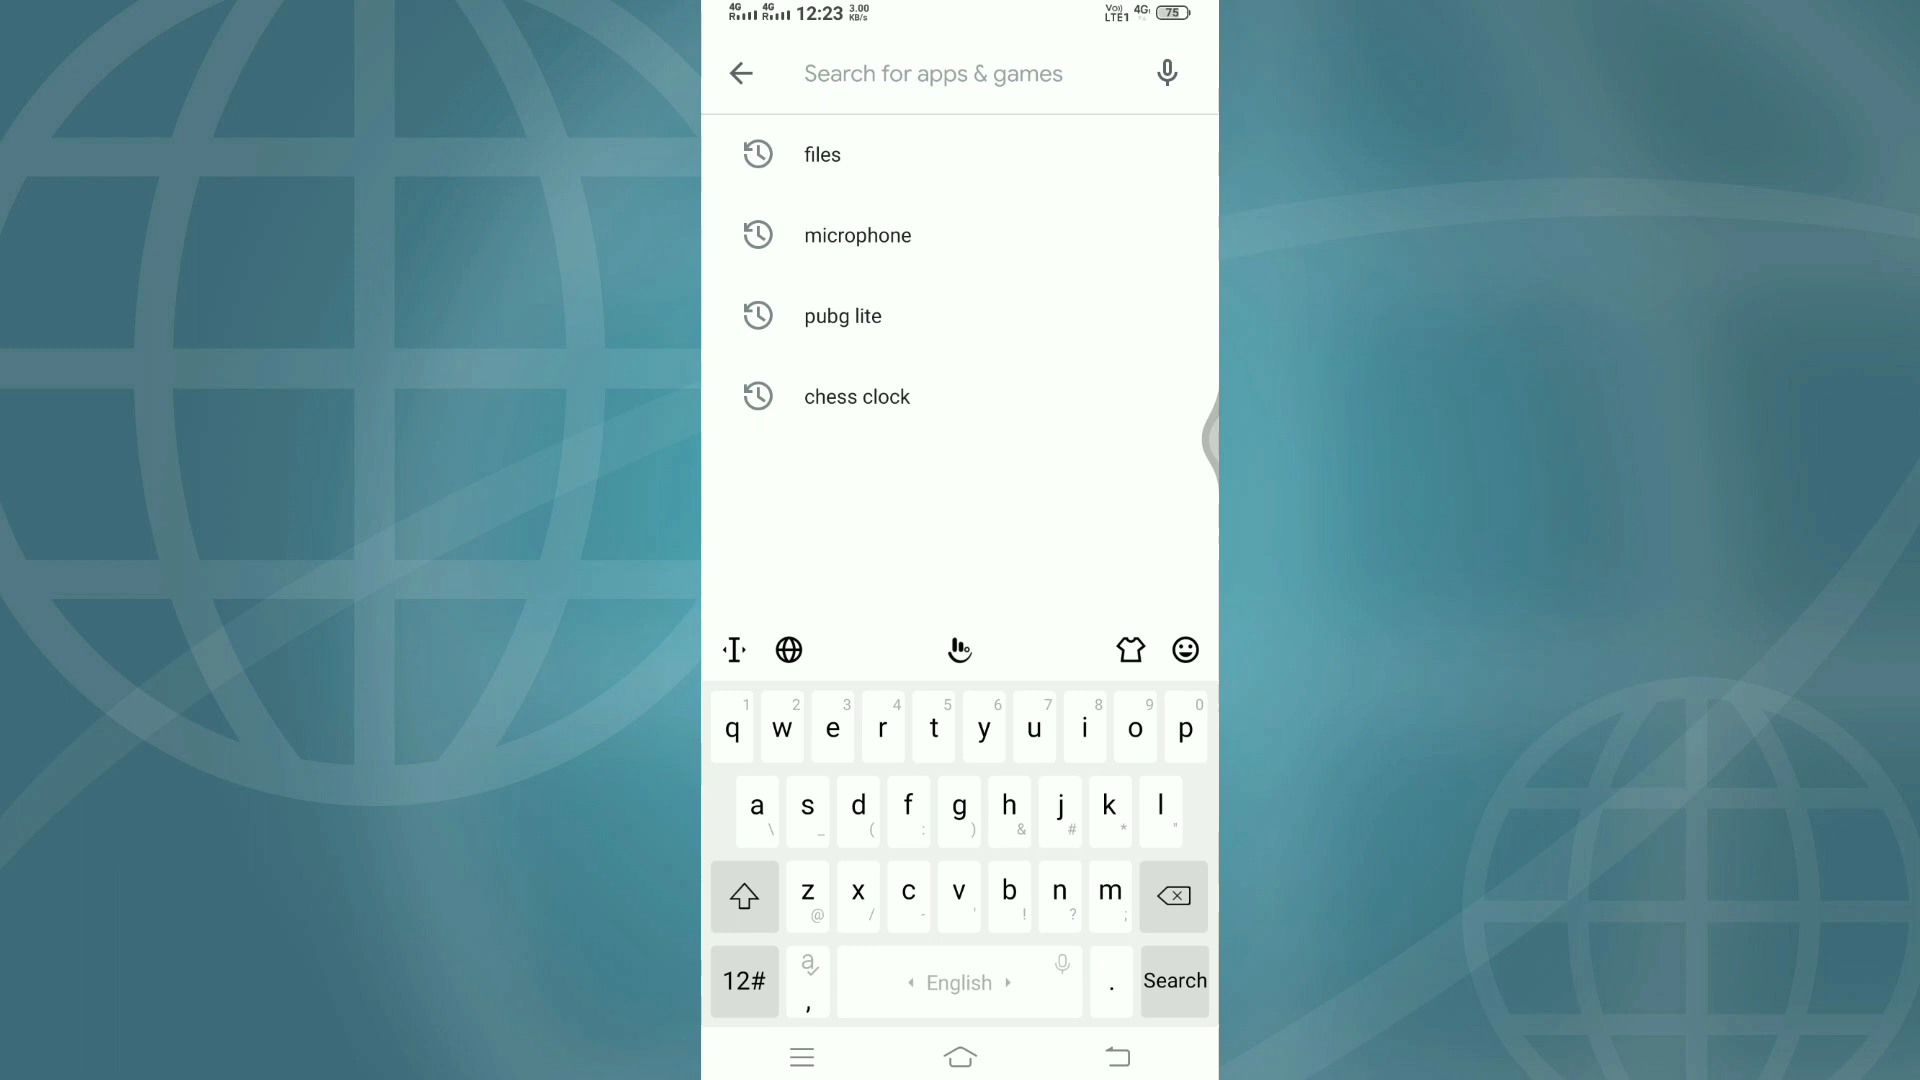 4G R 4G R 12:23 3.00 KB/s Vo)) LTE1 4G 75
Search for apps & games
files
microphone
pubg lite
chess clock
1 2 3 4 5 6 7 8 9 0
q w e r t y u i o p
a s d f g h j k l
\ _ ( : ) & # * "
z x c v b n m
@ / - ' ! ? ;
12# a , English . Search